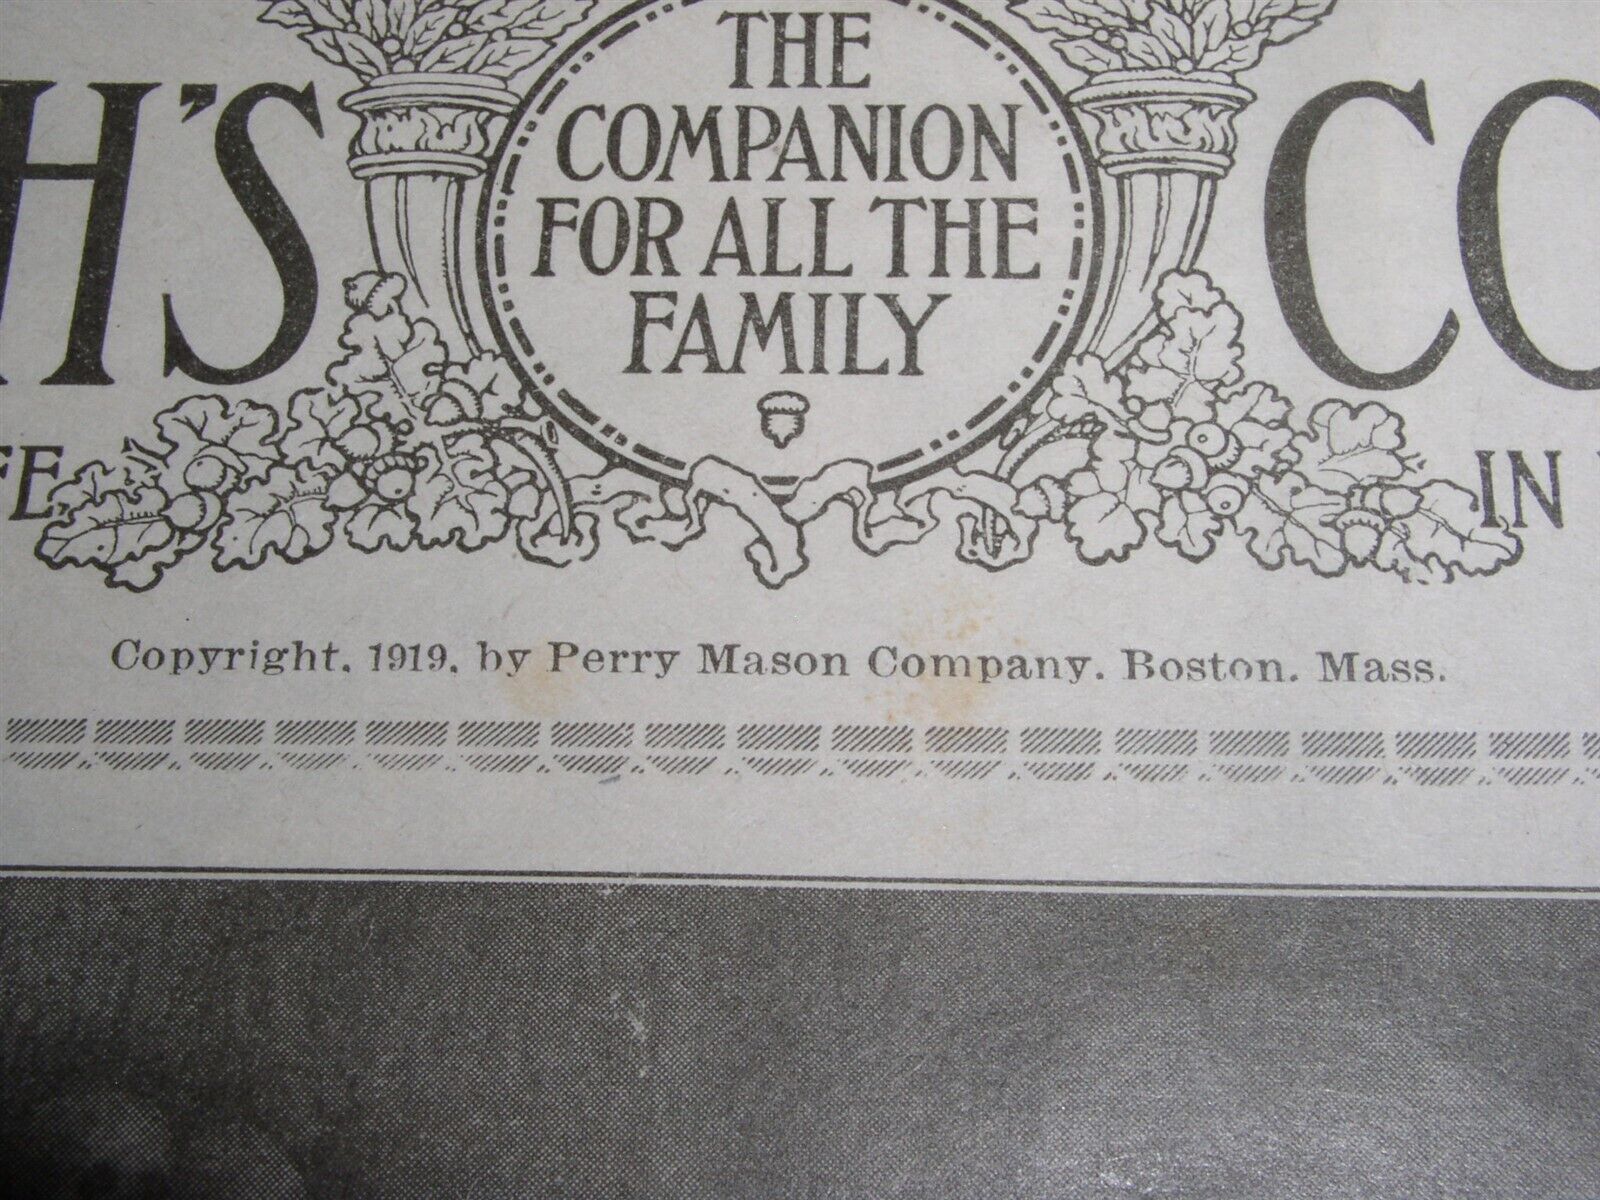 THE
COMPANION
FOR ALL THE
FAMILY
H'S CO
FE, IN
Copyright, 1919, by Perry Mason Company, Boston, Mass.